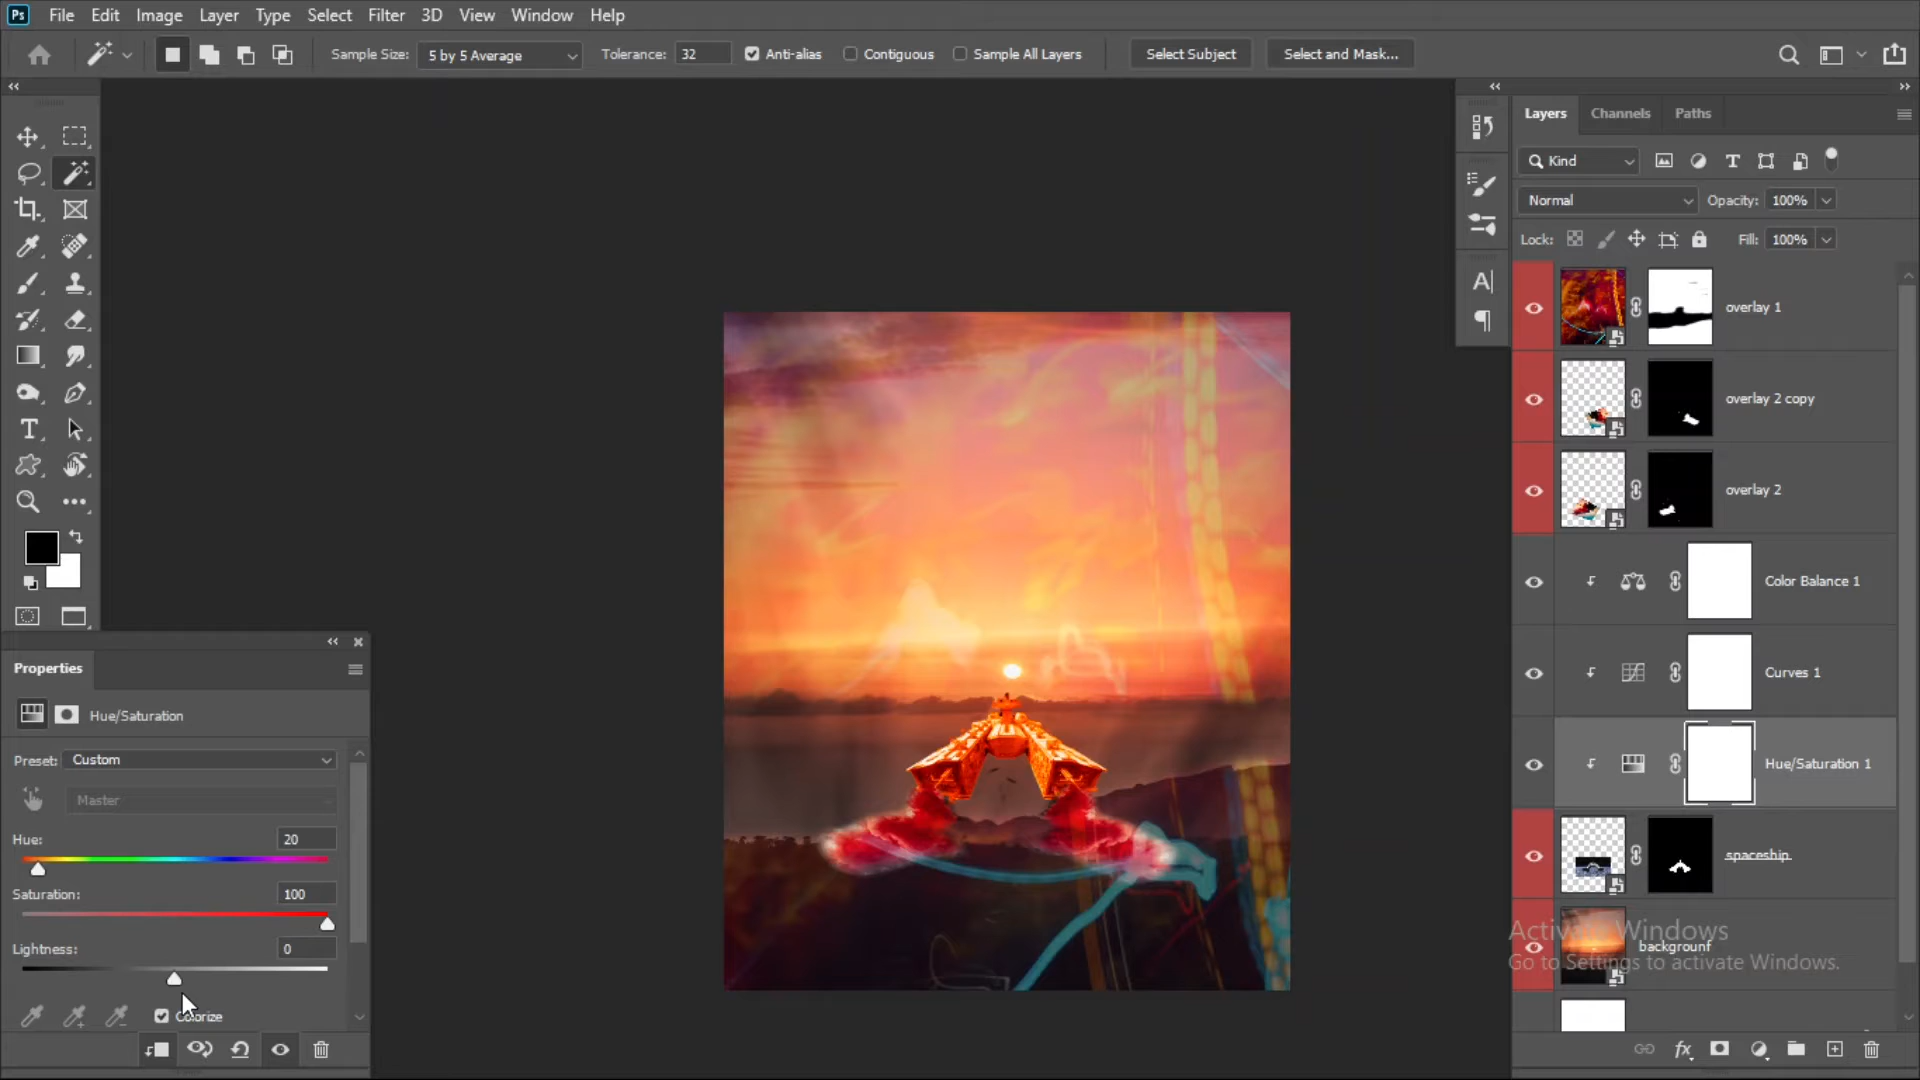 Ps File Edit Image Layer Type Select Filter 3D View Window Help
Sample Size: 5 by 5 Average Tolerance: 32 Anti-alias Contiguous Sample All Layers Select Subject Select and Mask...
Layers Channels Paths
Kind
Normal Opacity: 100%
Lock: Fill: 100%
overlay 1
overlay 2 copy
overlay 2
Color Balance 1
Curves 1
Hue/Saturation 1
spaceship
backgrounf
Activate Windows
Go to Settings to activate Windows.
Properties
Hue/Saturation
Preset: Custom
Master
Hue: 20
Saturation: 100
Lightness: 0
Colorize